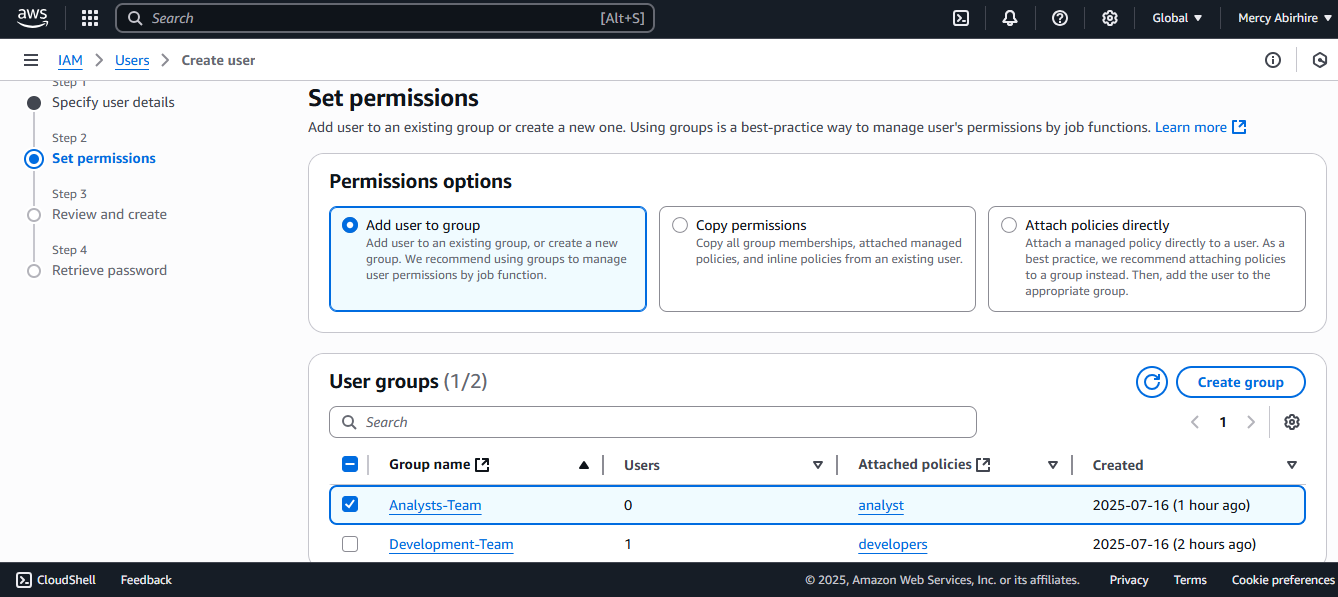 aws
Search [Alt+S]
Global
Mercy Abirhire
IAM
Users
Create user
Step 1
Specify user details
Step 2
Set permissions
Step 3
Review and create
Step 4
Retrieve password
Set permissions
Add user to an existing group or create a new one. Using groups is a best-practice way to manage user's permissions by job functions. Learn more
Permissions options
Add user to group
Add user to an existing group, or create a new
group. We recommend using groups to manage
user permissions by job function.
Copy permissions
Copy all group memberships, attached managed
policies, and inline policies from an existing user.
Attach policies directly
Attach a managed policy directly to a user. As a
best practice, we recommend attaching policies
to a group instead. Then, add the user to the
appropriate group.
User groups (1/2)
Create group
Search
1
Group name Users Attached policies Created
Analysts-Team 0 analyst 2025-07-16 (1 hour ago)
Development-Team 1 developers 2025-07-16 (2 hours ago)
CloudShell Feedback © 2025, Amazon Web Services, Inc. or its affiliates. Privacy Terms Cookie preferences